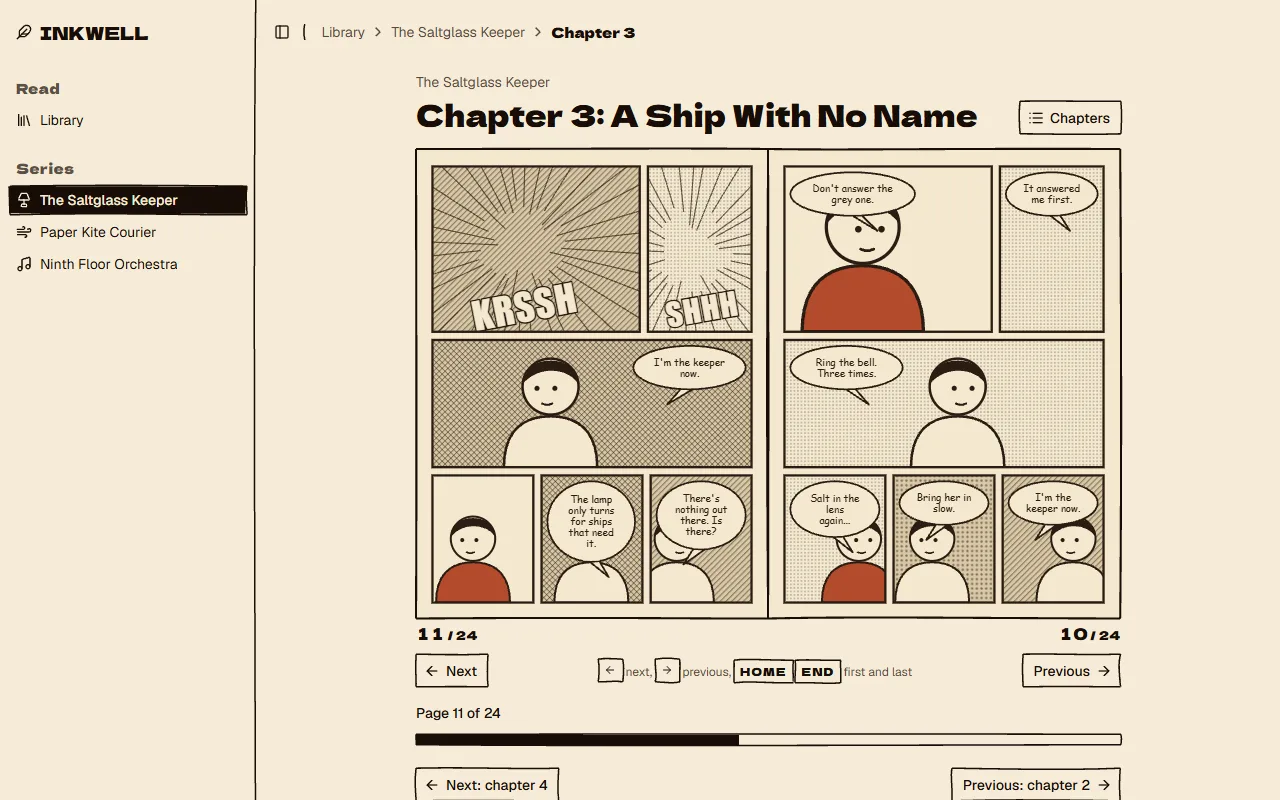 INKWELL
Read
Library
Series
The Saltglass Keeper
Paper Kite Courier
Ninth Floor Orchestra
Library
The Saltglass Keeper
Chapter 3
The Saltglass Keeper
Chapter 3: A Ship With No Name
Chapters
Don't answer the
grey one.
It answered
me first.
Ring the bell.
Three times.
Salt in the
lens
again...
Bring her in
slow.
I'm the
keeper now.
KRSSH
SHHH
I'm the keeper
now.
The lamp
only turns
for ships
that need
it.
There's
nothing out
there. Is
there?
11 / 24
10 / 24
← Next
← next, → previous, HOME END first and last
Previous →
Page 11 of 24
← Next: chapter 4
Previous: chapter 2 →